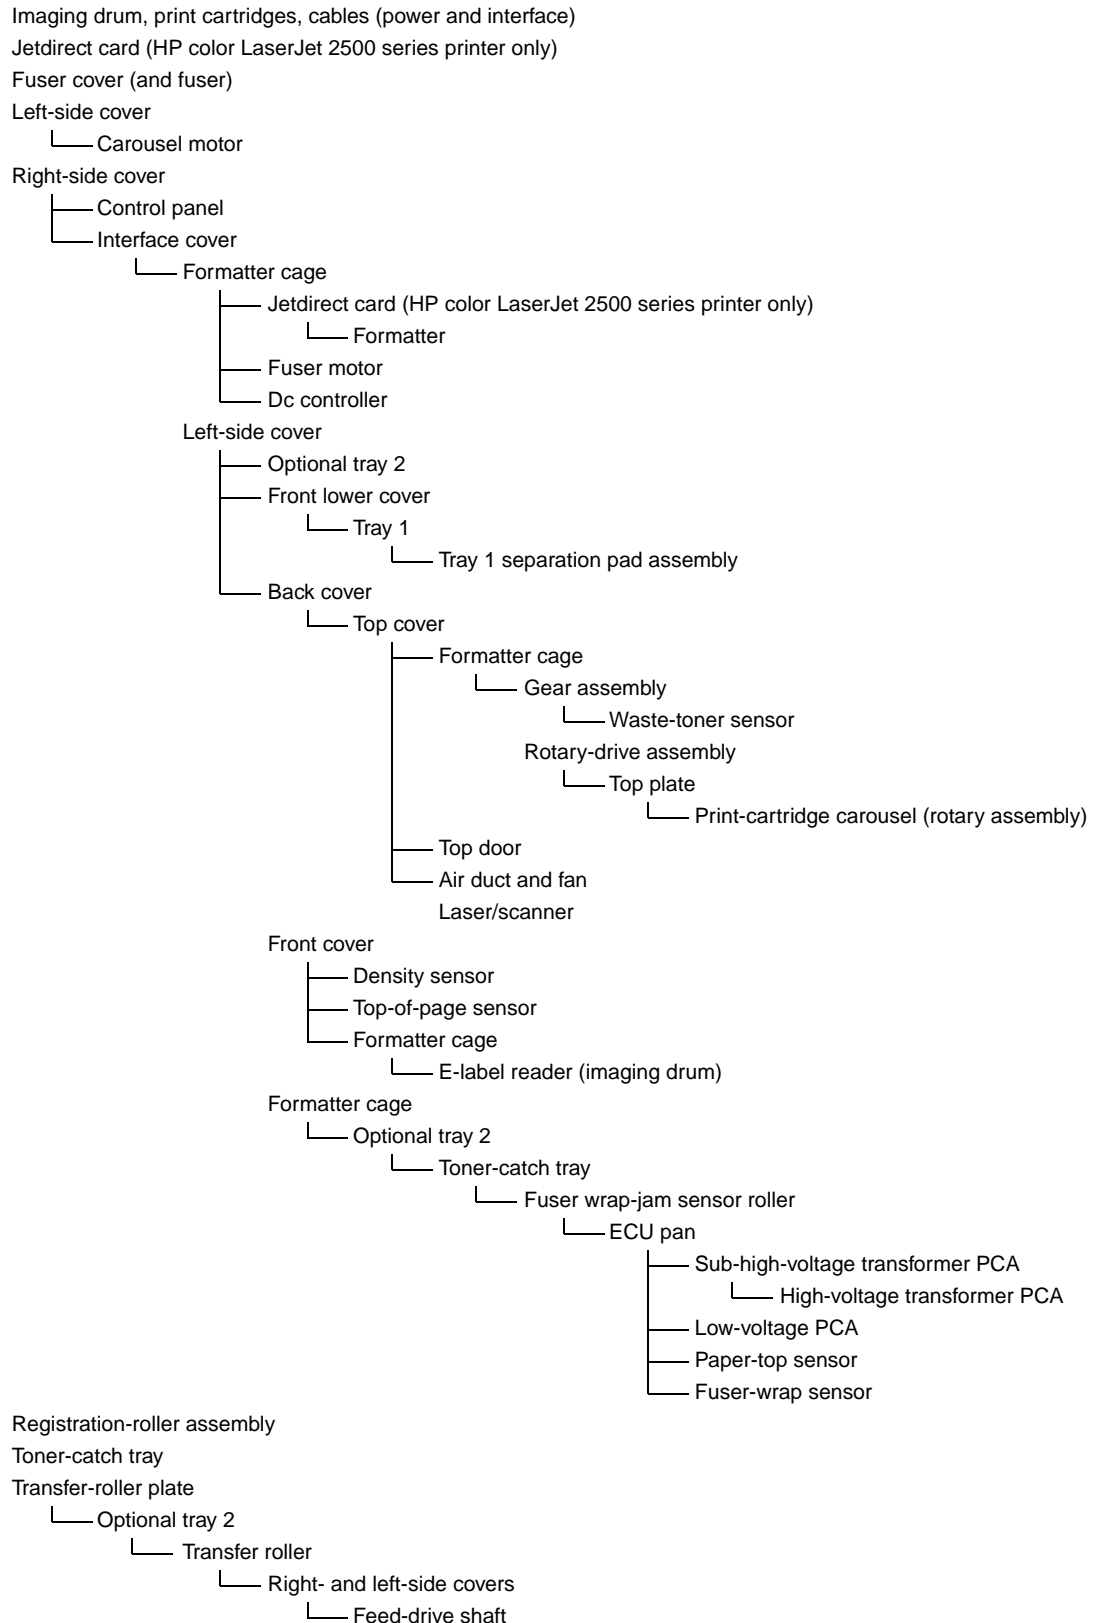 Imaging drum, print cartridges, cables (power and interface)
Jetdirect card (HP color LaserJet 2500 series printer only)
Fuser cover (and fuser)
Left-side cover
Carousel motor
Right-side cover
Control panel
Interface cover
Formatter cage
Jetdirect card (HP color LaserJet 2500 series printer only)
Formatter
Fuser motor
Dc controller
Left-side cover
Optional tray 2
Front lower cover
Tray 1
Tray 1 separation pad assembly
Back cover
Top cover
Formatter cage
Gear assembly
Waste-toner sensor
Rotary-drive assembly
Top plate
Print-cartridge carousel (rotary assembly)
Top door
Air duct and fan
Laser/scanner
Front cover
Density sensor
Top-of-page sensor
Formatter cage
E-label reader (imaging drum)
Formatter cage
Optional tray 2
Toner-catch tray
Fuser wrap-jam sensor roller
ECU pan
Sub-high-voltage transformer PCA
High-voltage transformer PCA
Low-voltage PCA
Paper-top sensor
Fuser-wrap sensor
Registration-roller assembly
Toner-catch tray
Transfer-roller plate
Optional tray 2
Transfer roller
Right- and left-side covers
Feed-drive shaft